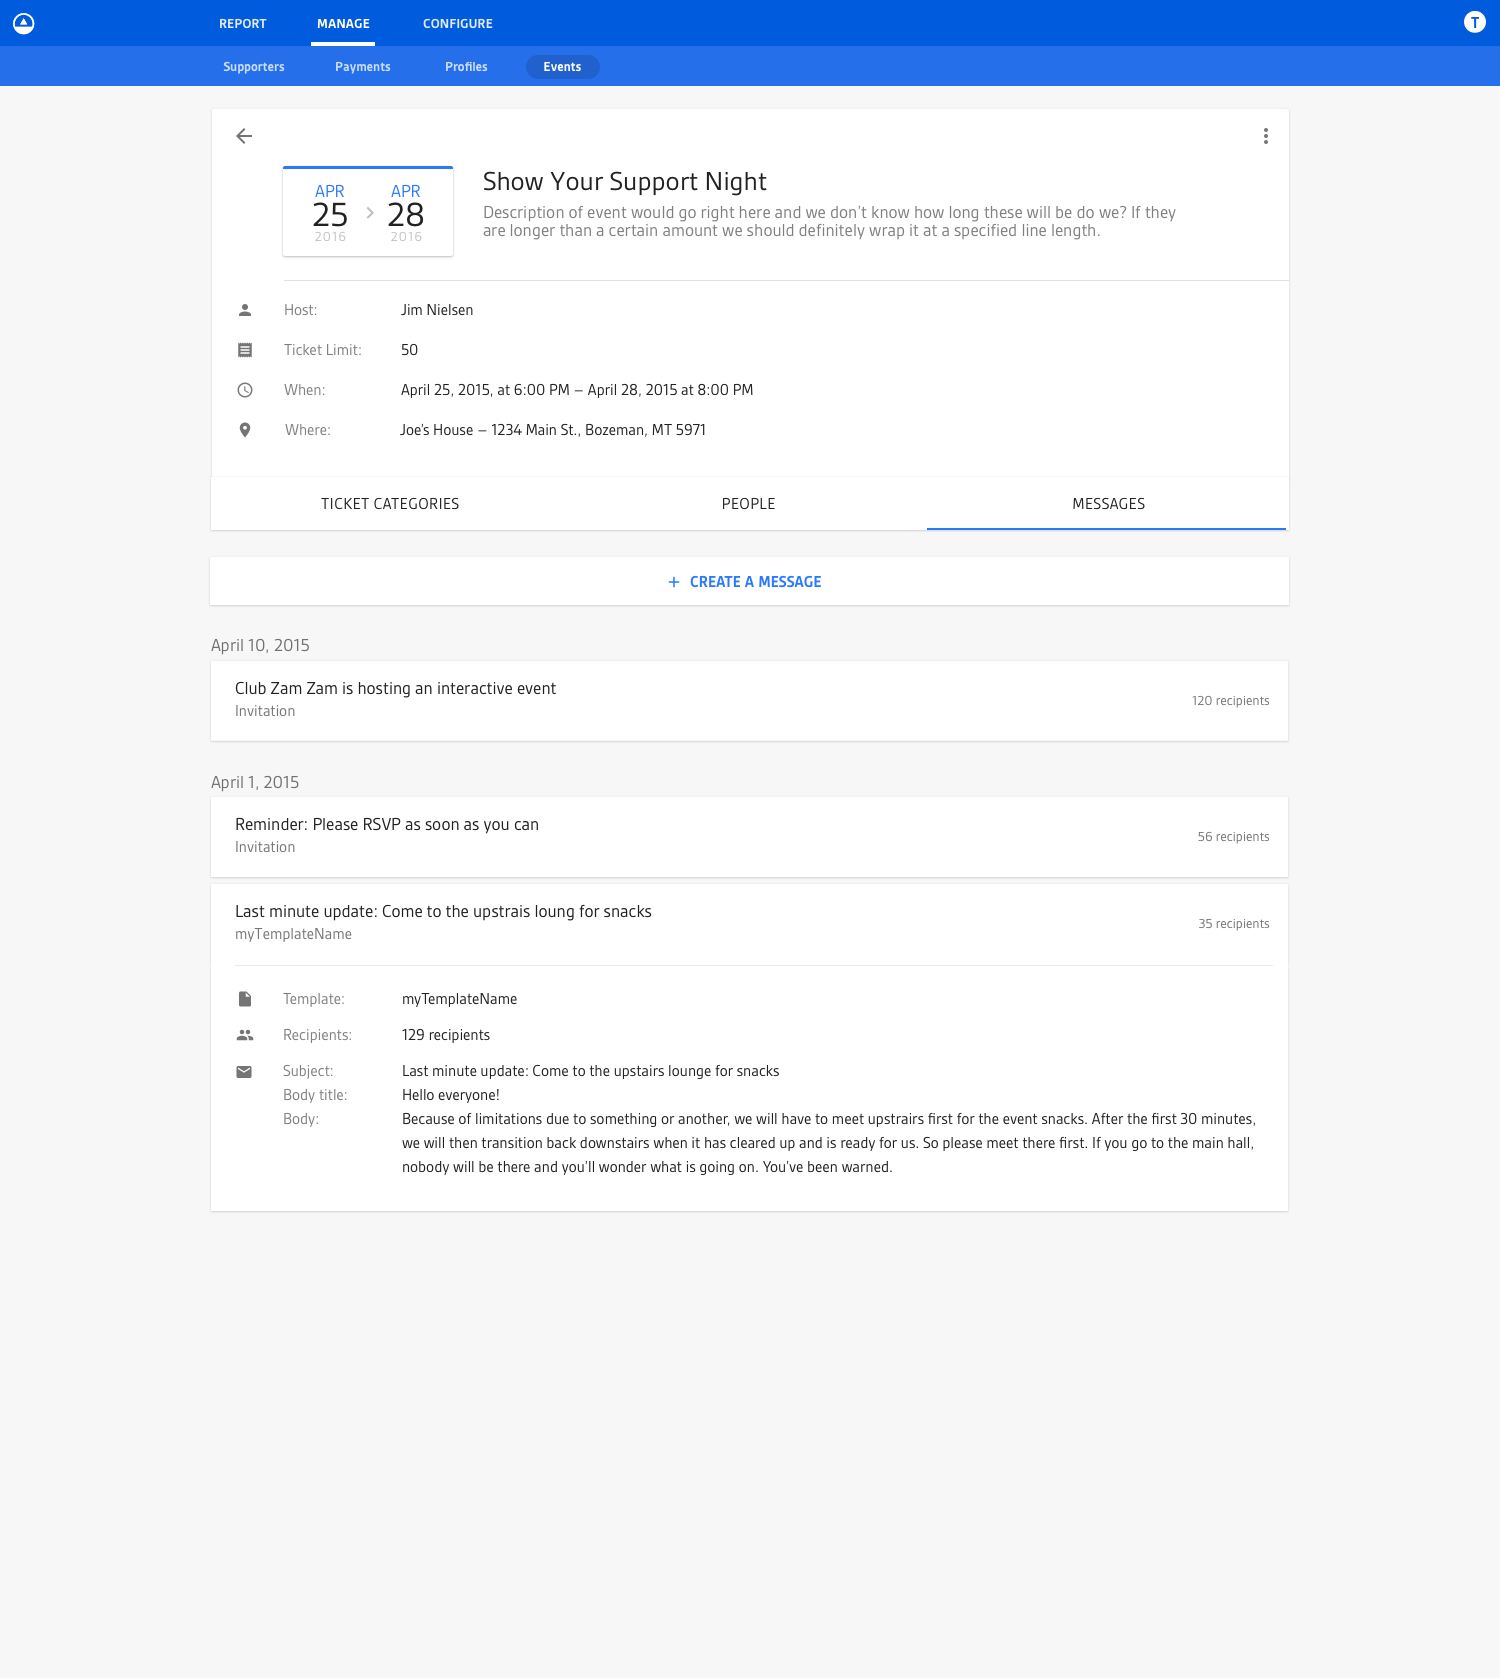 REPORT MANAGE CONFIGURE T
Supporters Payments Profiles Events
APR APR
25 28
2016 2016
Show Your Support Night
Description of event would go right here and we don't know how long these will be do we? If they
are longer than a certain amount we should definitely wrap it at a specified line length.
Host: Jim Nielsen
Ticket Limit: 50
When: April 25, 2015, at 6:00 PM – April 28, 2015 at 8:00 PM
Where: Joe's House – 1234 Main St., Bozeman, MT 5971
TICKET CATEGORIES PEOPLE MESSAGES
+ CREATE A MESSAGE
April 10, 2015
Club Zam Zam is hosting an interactive event
Invitation
120 recipients
April 1, 2015
Reminder: Please RSVP as soon as you can
Invitation
56 recipients
Last minute update: Come to the upstrais loung for snacks
myTemplateName
35 recipients
Template: myTemplateName
Recipients: 129 recipients
Subject: Last minute update: Come to the upstairs lounge for snacks
Body title: Hello everyone!
Body: Because of limitations due to something or another, we will have to meet upstrairs first for the event snacks. After the first 30 minutes,
we will then transition back downstairs when it has cleared up and is ready for us. So please meet there first. If you go to the main hall,
nobody will be there and you'll wonder what is going on. You've been warned.